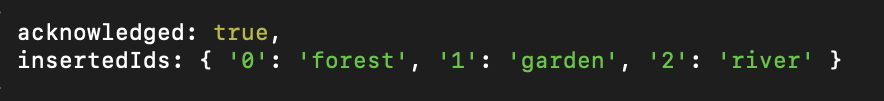 acknowledged: true,
insertedIds: { '0': 'forest', '1': 'garden', '2': 'river' }